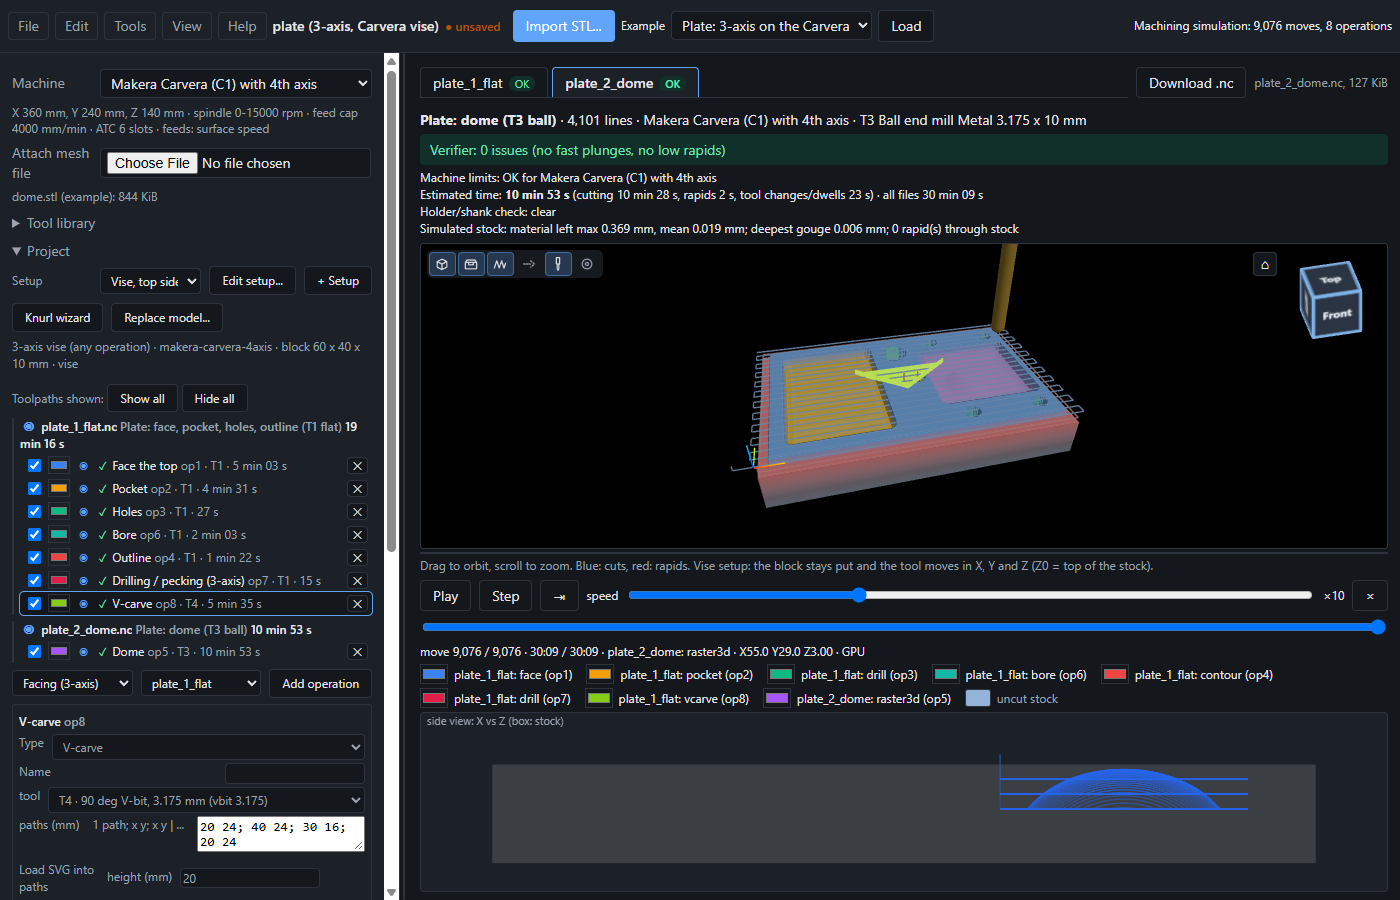 File Edit Tools View Help plate (3-axis, Carvera vise) ● unsaved Import STL... Example Plate: 3-axis on the Carvera Load Machining simulation: 9,076 moves, 8 operations
Machine Makera Carvera (C1) with 4th axis
X 360 mm, Y 240 mm, Z 140 mm · spindle 0-15000 rpm · feed cap
4000 mm/min · ATC 6 slots · feeds: surface speed
Attach mesh file Choose File No file chosen
dome.stl (example): 844 KiB
Tool library
Project
Setup Vise, top side Edit setup... + Setup
Knurl wizard Replace model...
3-axis vise (any operation) · makera-carvera-4axis · block 60 x 40 x
10 mm · vise
Toolpaths shown: Show all Hide all
plate_1_flat.nc Plate: face, pocket, holes, outline (T1 flat) 19
min 16 s
✓ Face the top op1 · T1 · 5 min 03 s ×
✓ Pocket op2 · T1 · 4 min 31 s ×
✓ Holes op3 · T1 · 27 s ×
✓ Bore op6 · T1 · 2 min 03 s ×
✓ Outline op4 · T1 · 1 min 22 s ×
✓ Drilling / pecking (3-axis) op7 · T1 · 15 s ×
✓ V-carve op8 · T4 · 5 min 35 s ×
plate_2_dome.nc Plate: dome (T3 ball) 10 min 53 s
✓ Dome op5 · T3 · 10 min 53 s ×
Facing (3-axis) plate_1_flat Add operation
V-carve op8
Type V-carve
Name
tool T4 · 90 deg V-bit, 3.175 mm (vbit 3.175)
paths (mm) 1 path; x y; x y | ... 20 24; 40 24; 30 16;
20 24
Load SVG into
paths height (mm) 20
plate_1_flat OK plate_2_dome OK Download .nc plate_2_dome.nc, 127 KiB
Plate: dome (T3 ball) · 4,101 lines · Makera Carvera (C1) with 4th axis · T3 Ball end mill Metal 3.175 x 10 mm
Verifier: 0 issues (no fast plunges, no low rapids)
Machine limits: OK for Makera Carvera (C1) with 4th axis
Estimated time: 10 min 53 s (cutting 10 min 28 s, rapids 2 s, tool changes/dwells 23 s) · all files 30 min 09 s
Holder/shank check: clear
Simulated stock: material left max 0.369 mm, mean 0.019 mm; deepest gouge 0.006 mm; 0 rapid(s) through stock
Top
Front
Drag to orbit, scroll to zoom. Blue: cuts, red: rapids. Vise setup: the block stays put and the tool moves in X, Y and Z (Z0 = top of the stock).
Play Step ⇥ speed ×10 ×
move 9,076 / 9,076 · 30:09 / 30:09 · plate_2_dome: raster3d · X55.0 Y29.0 Z3.00 · GPU
plate_1_flat: face (op1) plate_1_flat: pocket (op2) plate_1_flat: drill (op3) plate_1_flat: bore (op6) plate_1_flat: contour (op4)
plate_1_flat: drill (op7) plate_1_flat: vcarve (op8) plate_2_dome: raster3d (op5) uncut stock
side view: X vs Z (box: stock)